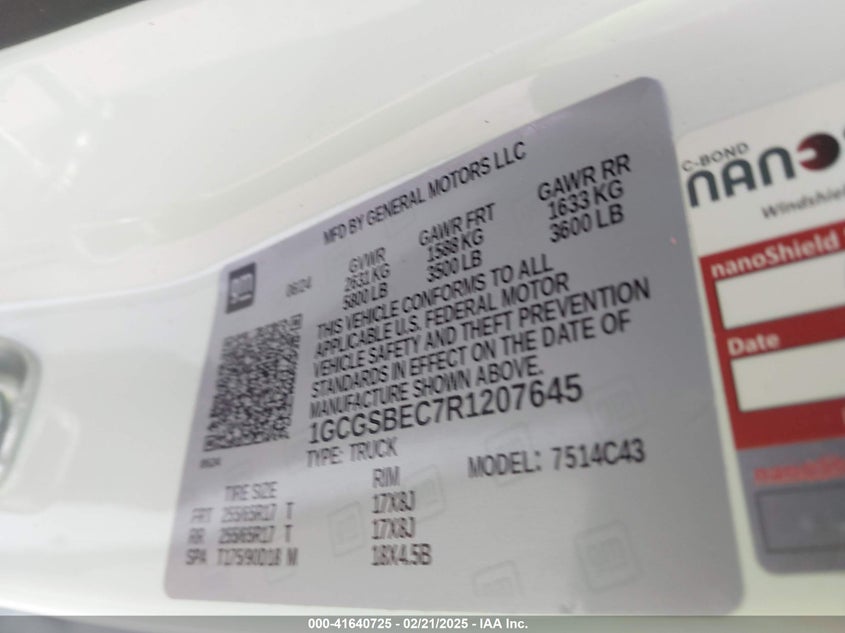 MFD BY GENERAL MOTORS LLC
gm
06/24
GVWR
2631 KG
5800 LB
GAWR FRT
1588 KG
3500 LB
GAWR RR
1633 KG
3600 LB
THIS VEHICLE CONFORMS TO ALL
APPLICABLE U.S. FEDERAL MOTOR
VEHICLE SAFETY AND THEFT PREVENTION
STANDARDS IN EFFECT ON THE DATE OF
MANUFACTURE SHOWN ABOVE.
1GCGSBEC7R1207645
TYPE: TRUCK
MODEL: 7514C43
TIRE SIZE RIM
FRT 255/65R17 T 17X8J
RR 255/65R17 T 17X8J
SPA T175/90D18 M 18X4.5B
C-BOND
Windshiel
nanoShield
Date
000-41640725 - 02/21/2025 - IAA Inc.